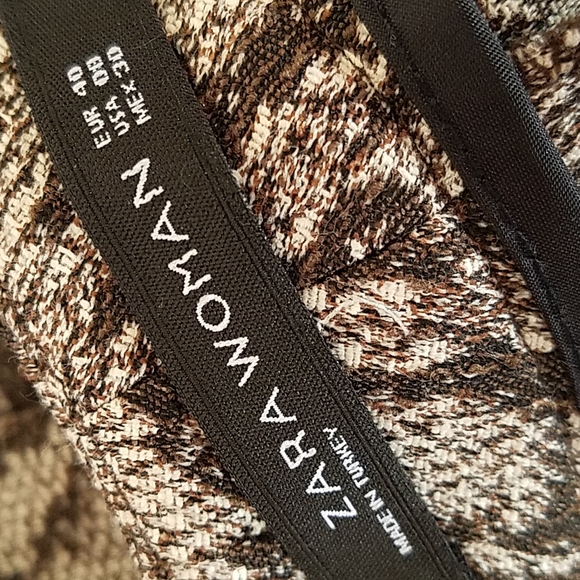 ZARA WOMAN
MADE IN TURKEY
EUR 40
USA 08
MEX 30